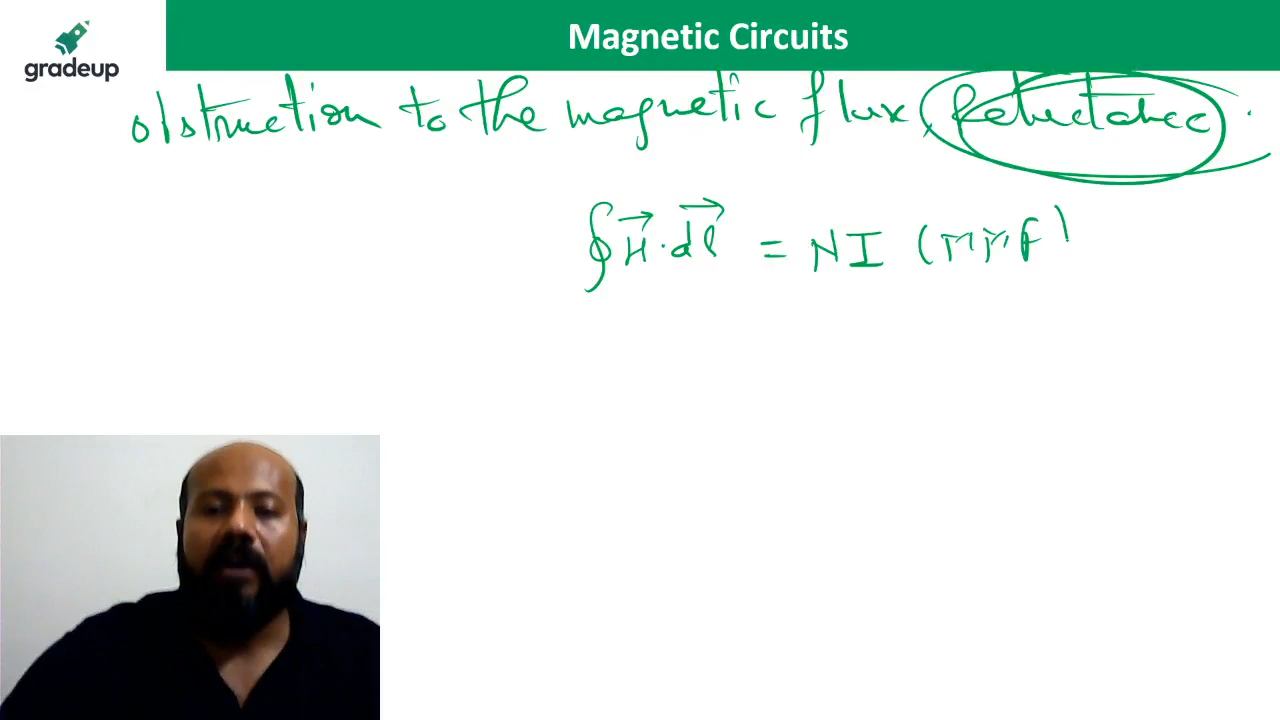 Magnetic Circuits
gradeup
obstruction to the magnetic flux, Reluctance.
∮H⃗·dl⃗ = NI (MMF)